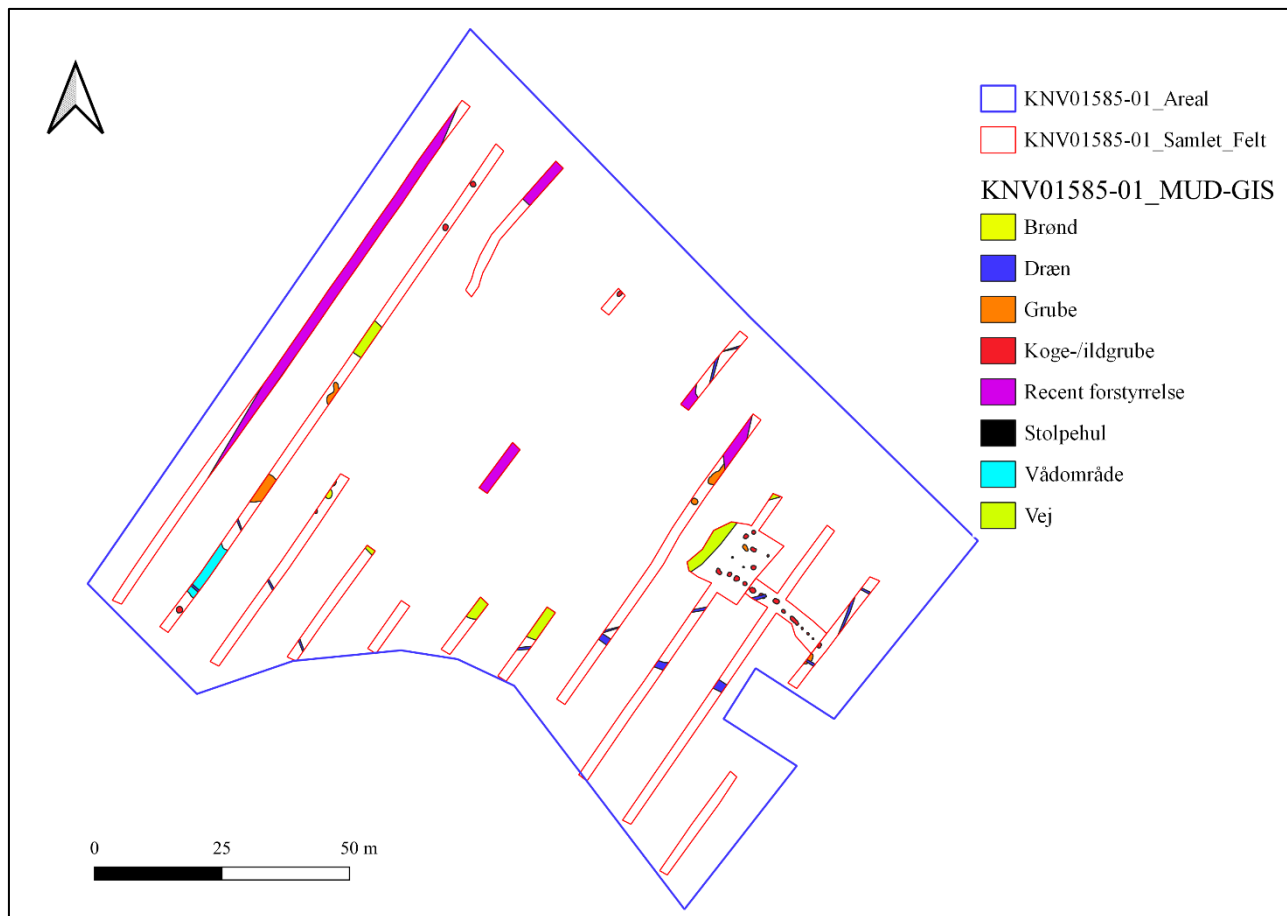 KNV01585-01_Areal
KNV01585-01_Samlet_Felt
KNV01585-01_MUD-GIS
Brønd
Dræn
Grube
Koge-/ildgrube
Recent forstyrrelse
Stolpehul
Vådområde
Vej
0 25 50 m